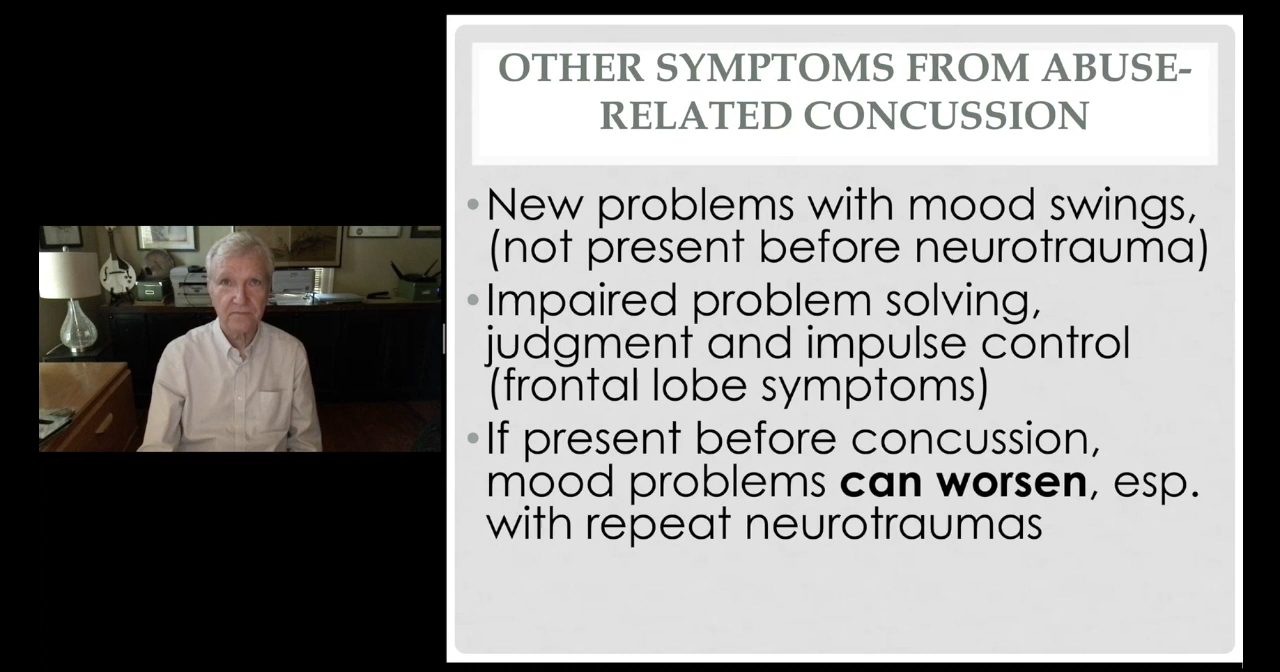 OTHER SYMPTOMS FROM ABUSE-
RELATED CONCUSSION
• New problems with mood swings,
(not present before neurotrauma)
• Impaired problem solving,
judgment and impulse control
(frontal lobe symptoms)
• If present before concussion,
mood problems can worsen, esp.
with repeat neurotraumas